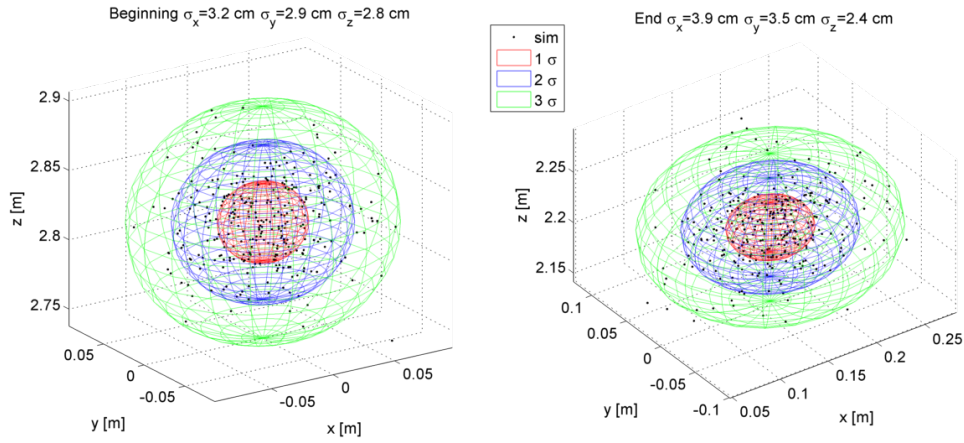 Beginning σx=3.2 cm σy=2.9 cm σz=2.8 cm
2.9
2.85
2.8
2.75
z [m]
0.05
0
-0.05
y [m]
-0.05
0
0.05
x [m]
sim
1 σ
2 σ
3 σ
End σx=3.9 cm σy=3.5 cm σz=2.4 cm
2.25
2.2
2.15
z [m]
0.1
0.05
0
-0.05
-0.1
y [m]
0.05
0.1
0.15
0.2
0.25
x [m]